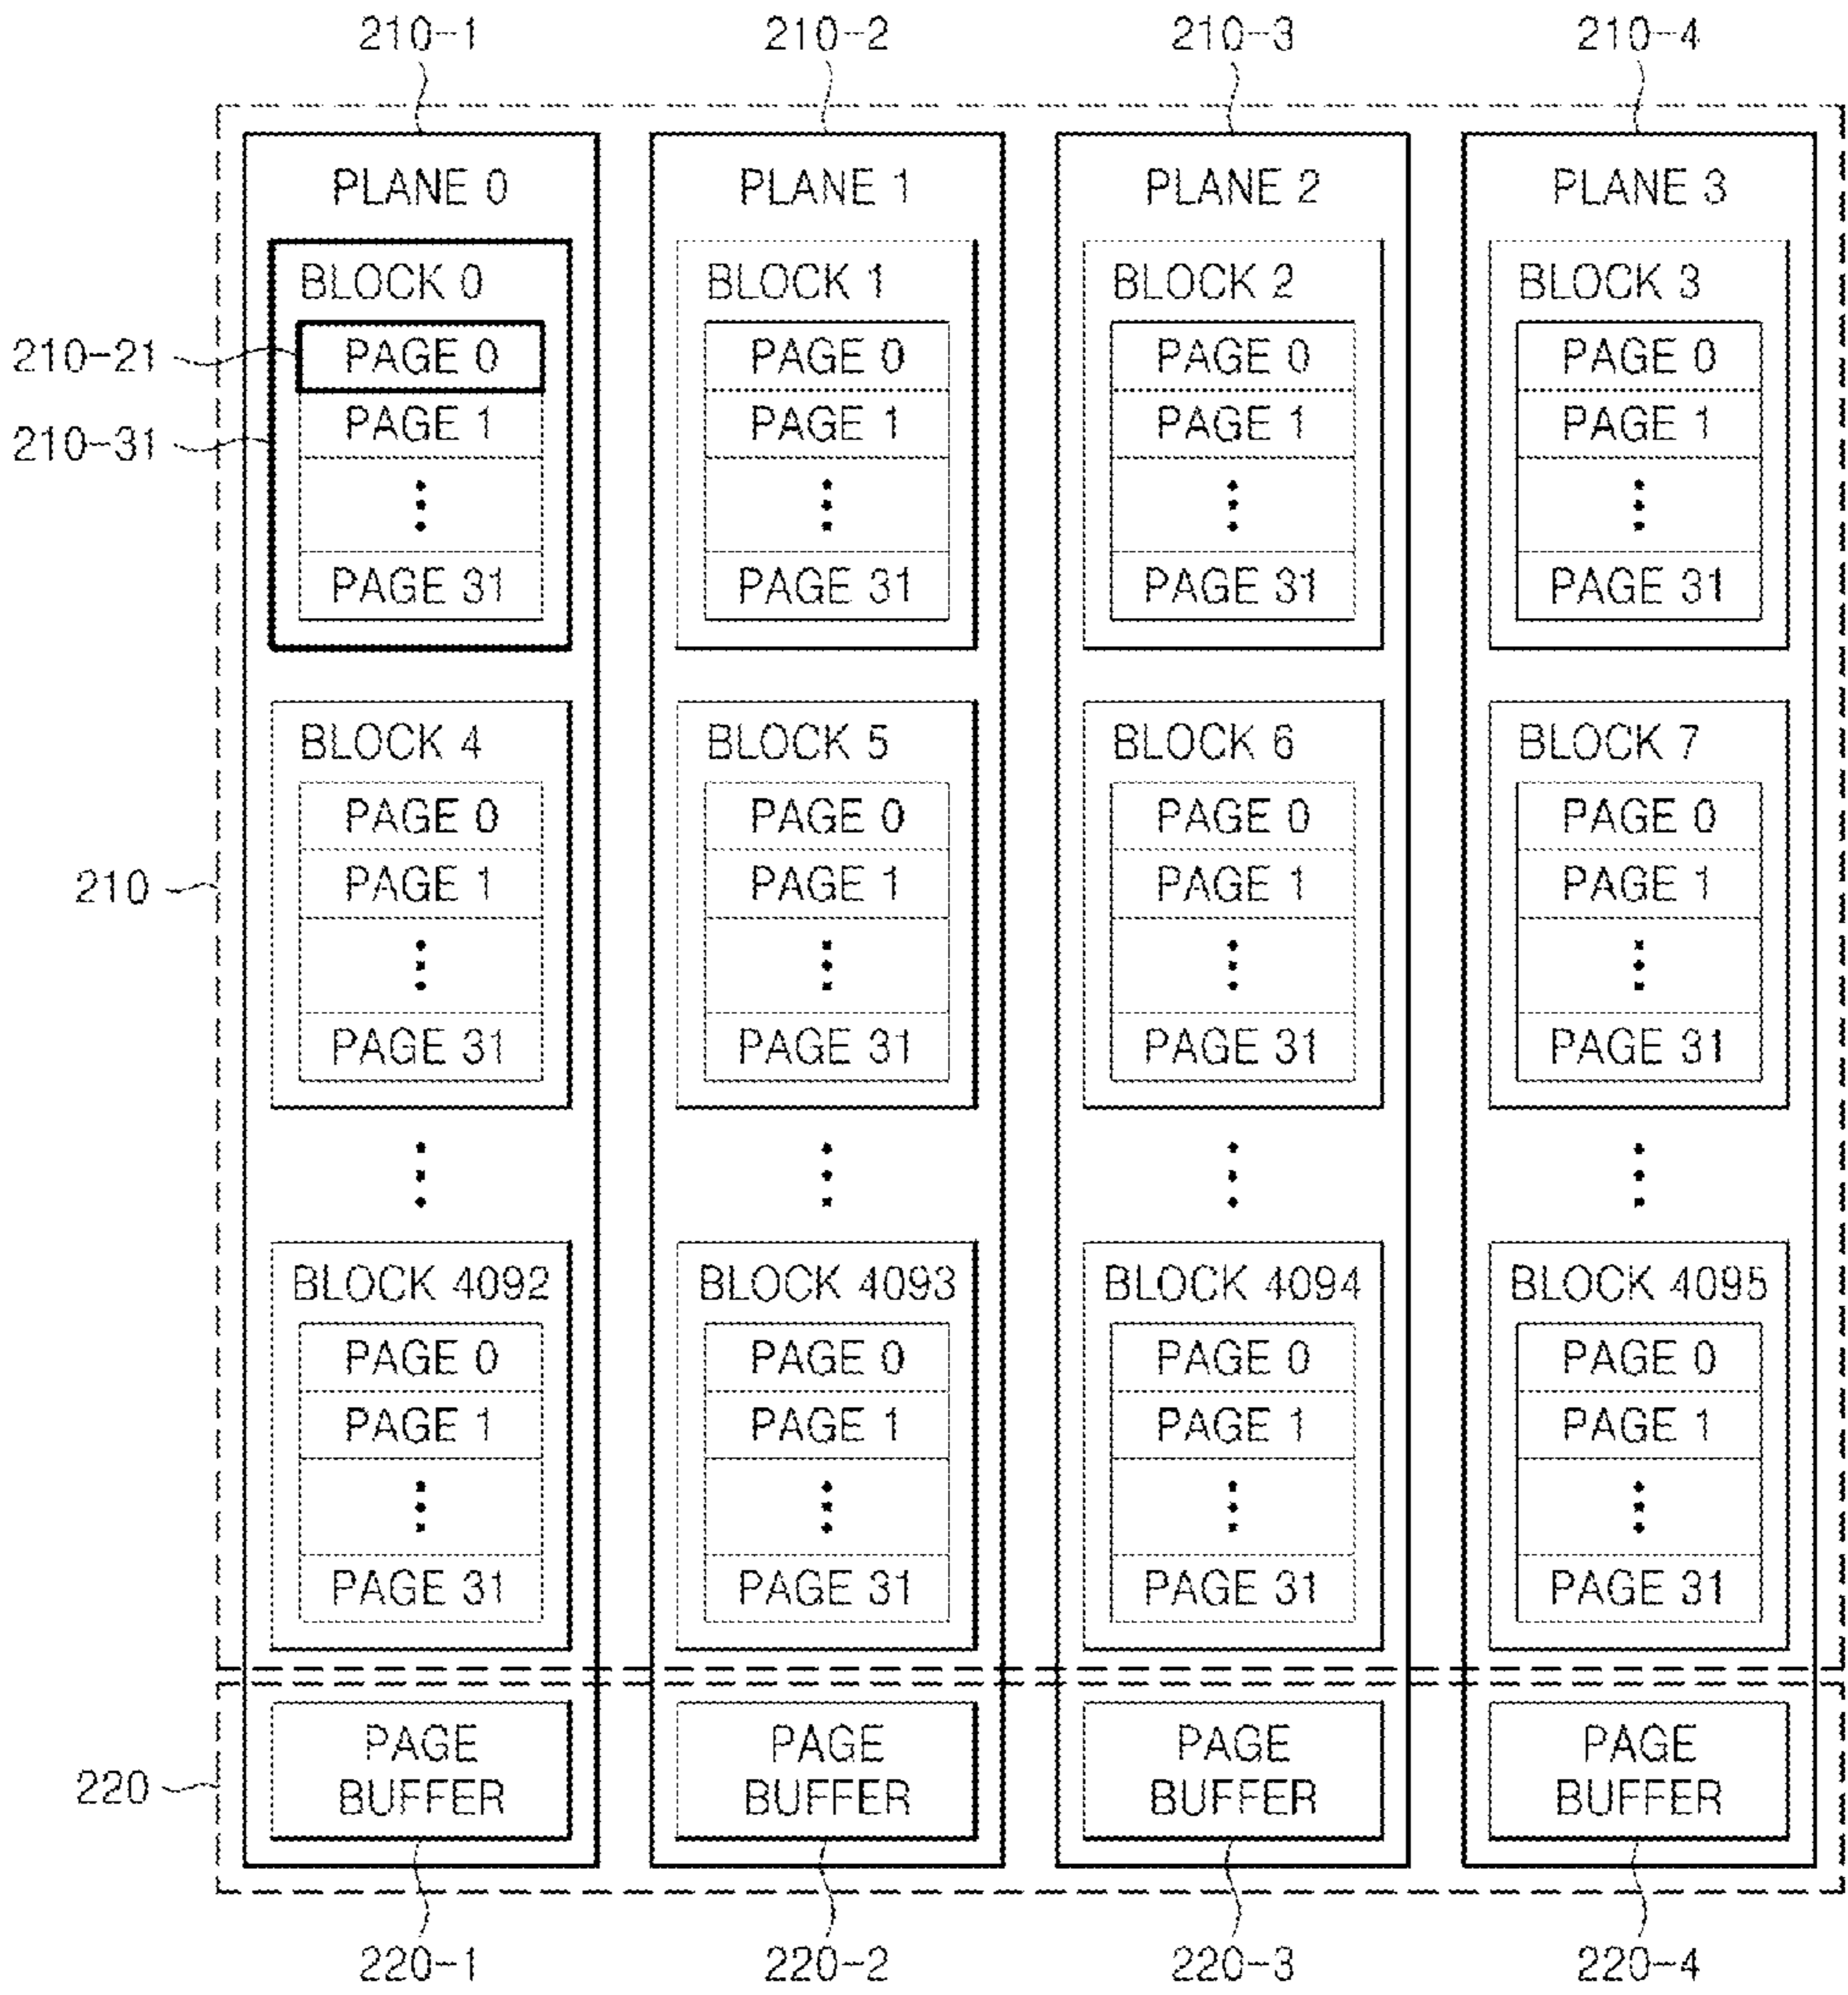 210-1 210-2 210-3 210-4
PLANE 0 PLANE 1 PLANE 2 PLANE 3
BLOCK 0 BLOCK 1 BLOCK 2 BLOCK 3
210-21 PAGE 0 PAGE 0 PAGE 0 PAGE 0
210-31 PAGE 1 PAGE 1 PAGE 1 PAGE 1
PAGE 31 PAGE 31 PAGE 31 PAGE 31
BLOCK 4 BLOCK 5 BLOCK 6 BLOCK 7
PAGE 0 PAGE 0 PAGE 0 PAGE 0
210 PAGE 1 PAGE 1 PAGE 1 PAGE 1
PAGE 31 PAGE 31 PAGE 31 PAGE 31
BLOCK 4092 BLOCK 4093 BLOCK 4094 BLOCK 4095
PAGE 0 PAGE 0 PAGE 0 PAGE 0
PAGE 1 PAGE 1 PAGE 1 PAGE 1
PAGE 31 PAGE 31 PAGE 31 PAGE 31
PAGE PAGE PAGE PAGE
220 BUFFER BUFFER BUFFER BUFFER
220-1 220-2 220-3 220-4